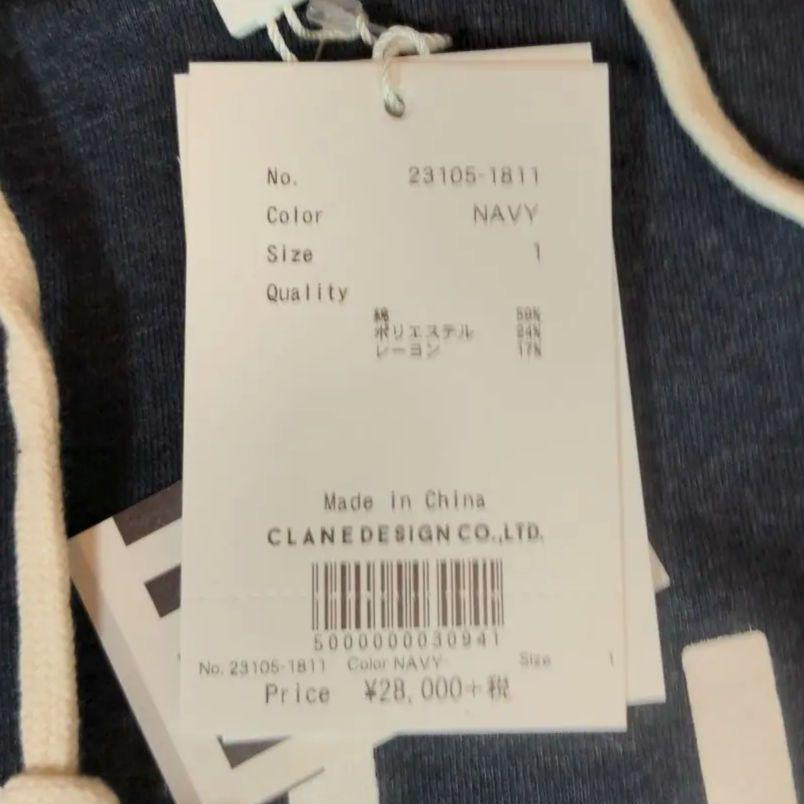 No. 23105-1811
Color NAVY
Size 1
Quality
綿 59%
ポリエステル 24%
レーヨン 17%
Made in China
CLANE DESIGN CO.,LTD.
5000000030941
No. 23105-1811 Color NAVY Size 1
Price ¥28,000+税